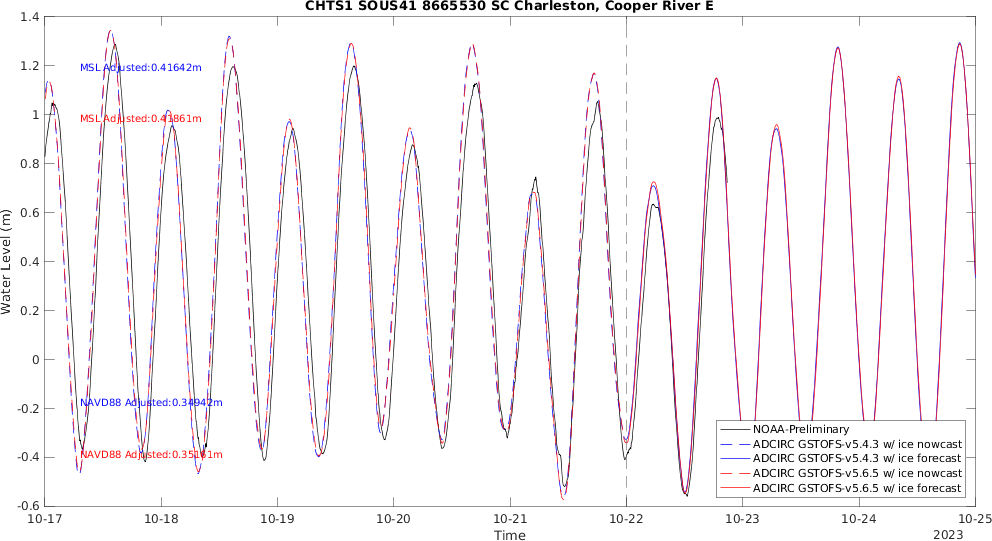 CHTS1 SOUS41 8665530 SC Charleston, Cooper River E
1.4
1.2
1
0.8
0.6
0.4
0.2
0
-0.2
-0.4
-0.6
Water Level (m)
MSL Adjusted:0.41642m
MSL Adjusted:0.41861m
NAVD88 Adjusted:0.34942m
NAVD88 Adjusted:0.35161m
NOAA-Preliminary
ADCIRC GSTOFS-v5.4.3 w/ ice nowcast
ADCIRC GSTOFS-v5.4.3 w/ ice forecast
ADCIRC GSTOFS-v5.6.5 w/ ice nowcast
ADCIRC GSTOFS-v5.6.5 w/ ice forecast
10-17 10-18 10-19 10-20 10-21 10-22 10-23 10-24 10-25
Time
2023